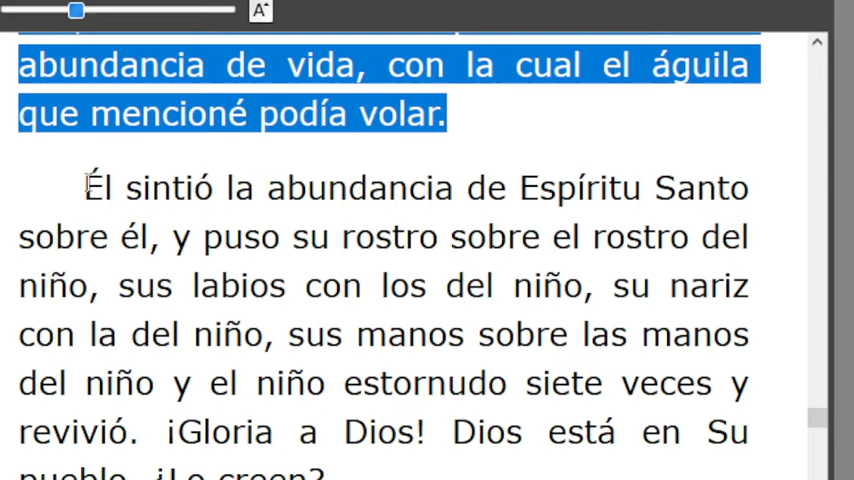 A
abundancia de vida, con la cual el águila
que mencioné podía volar.
Él sintió la abundancia de Espíritu Santo
sobre él, y puso su rostro sobre el rostro del
niño, sus labios con los del niño, su nariz
con la del niño, sus manos sobre las manos
del niño y el niño estornudo siete veces y
revivió. ¡Gloria a Dios! Dios está en Su
pueblo. ¿Lo creen?